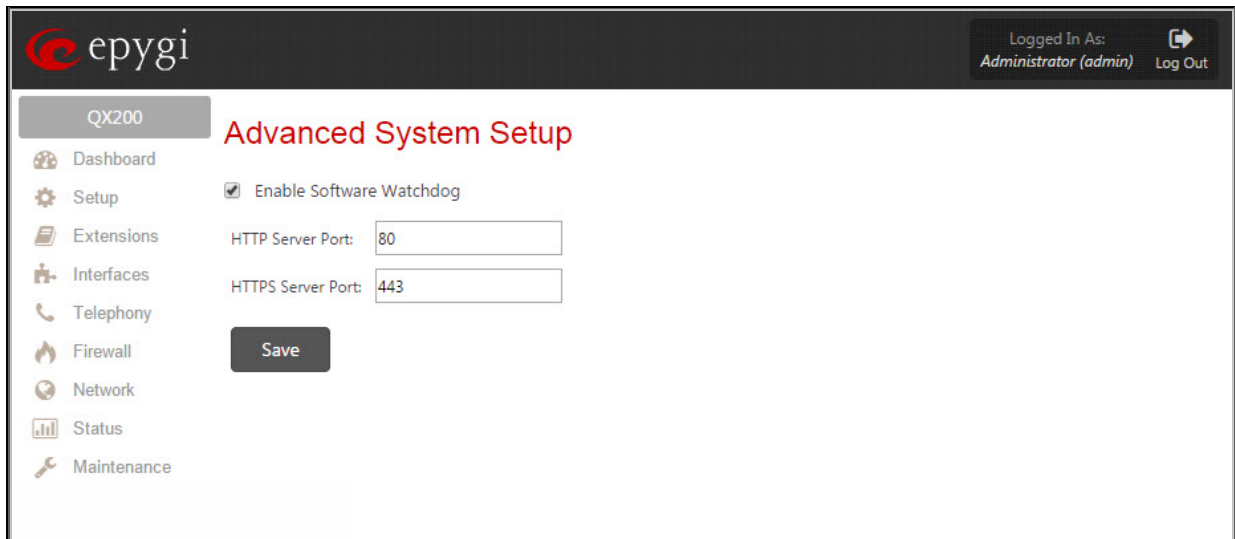 epygi
Logged In As:
Administrator (admin)
Log Out
QX200
Dashboard
Setup
Extensions
Interfaces
Telephony
Firewall
Network
Status
Maintenance
Advanced System Setup
Enable Software Watchdog
HTTP Server Port: 80
HTTPS Server Port: 443
Save